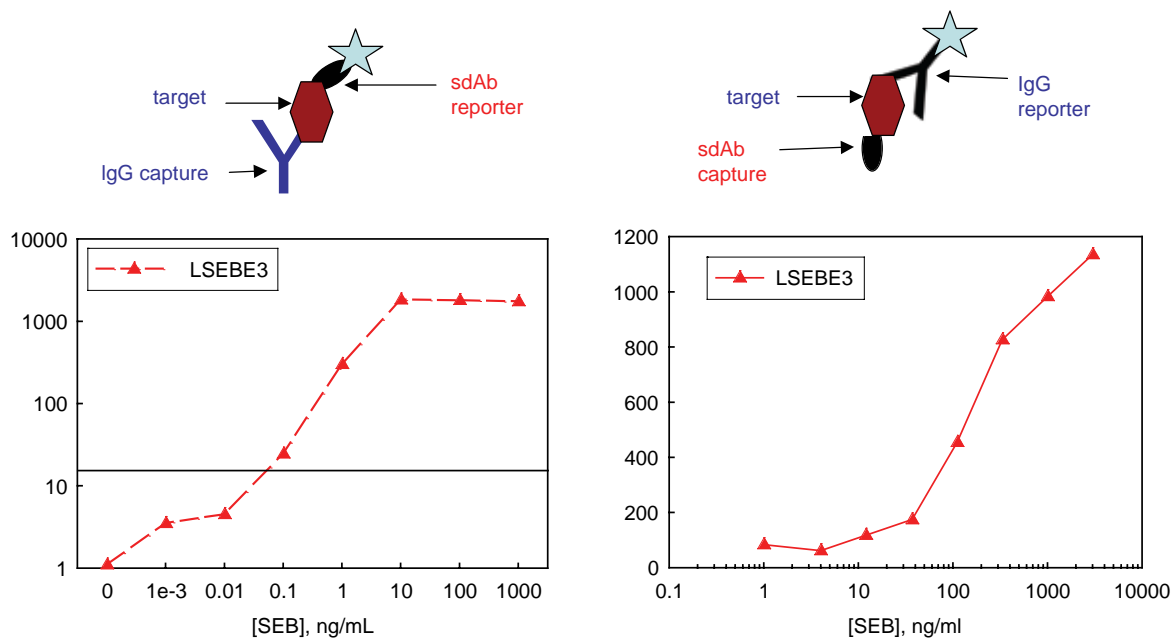 target
sdAb
reporter
IgG capture
target
IgG
reporter
sdAb
capture
10000
1000
100
10
1
LSEBE3
0 1e-3 0.01 0.1 1 10 100 1000
[SEB], ng/mL
1200
1000
800
600
400
200
0
LSEBE3
0.1 1 10 100 1000 10000
[SEB], ng/ml